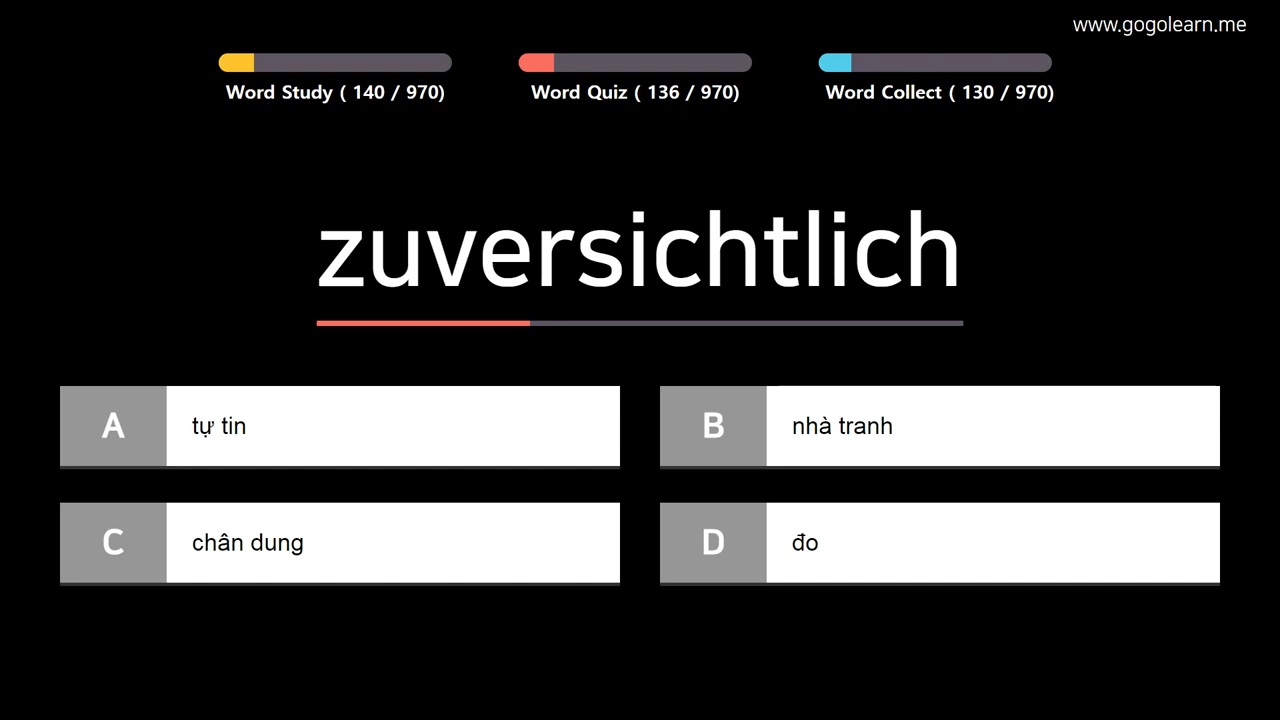 www.gogolearn.me
Word Study ( 140 / 970)
Word Quiz ( 136 / 970)
Word Collect ( 130 / 970)
zuversichtlich
A
tự tin
B
nhà tranh
C
chân dung
D
đo